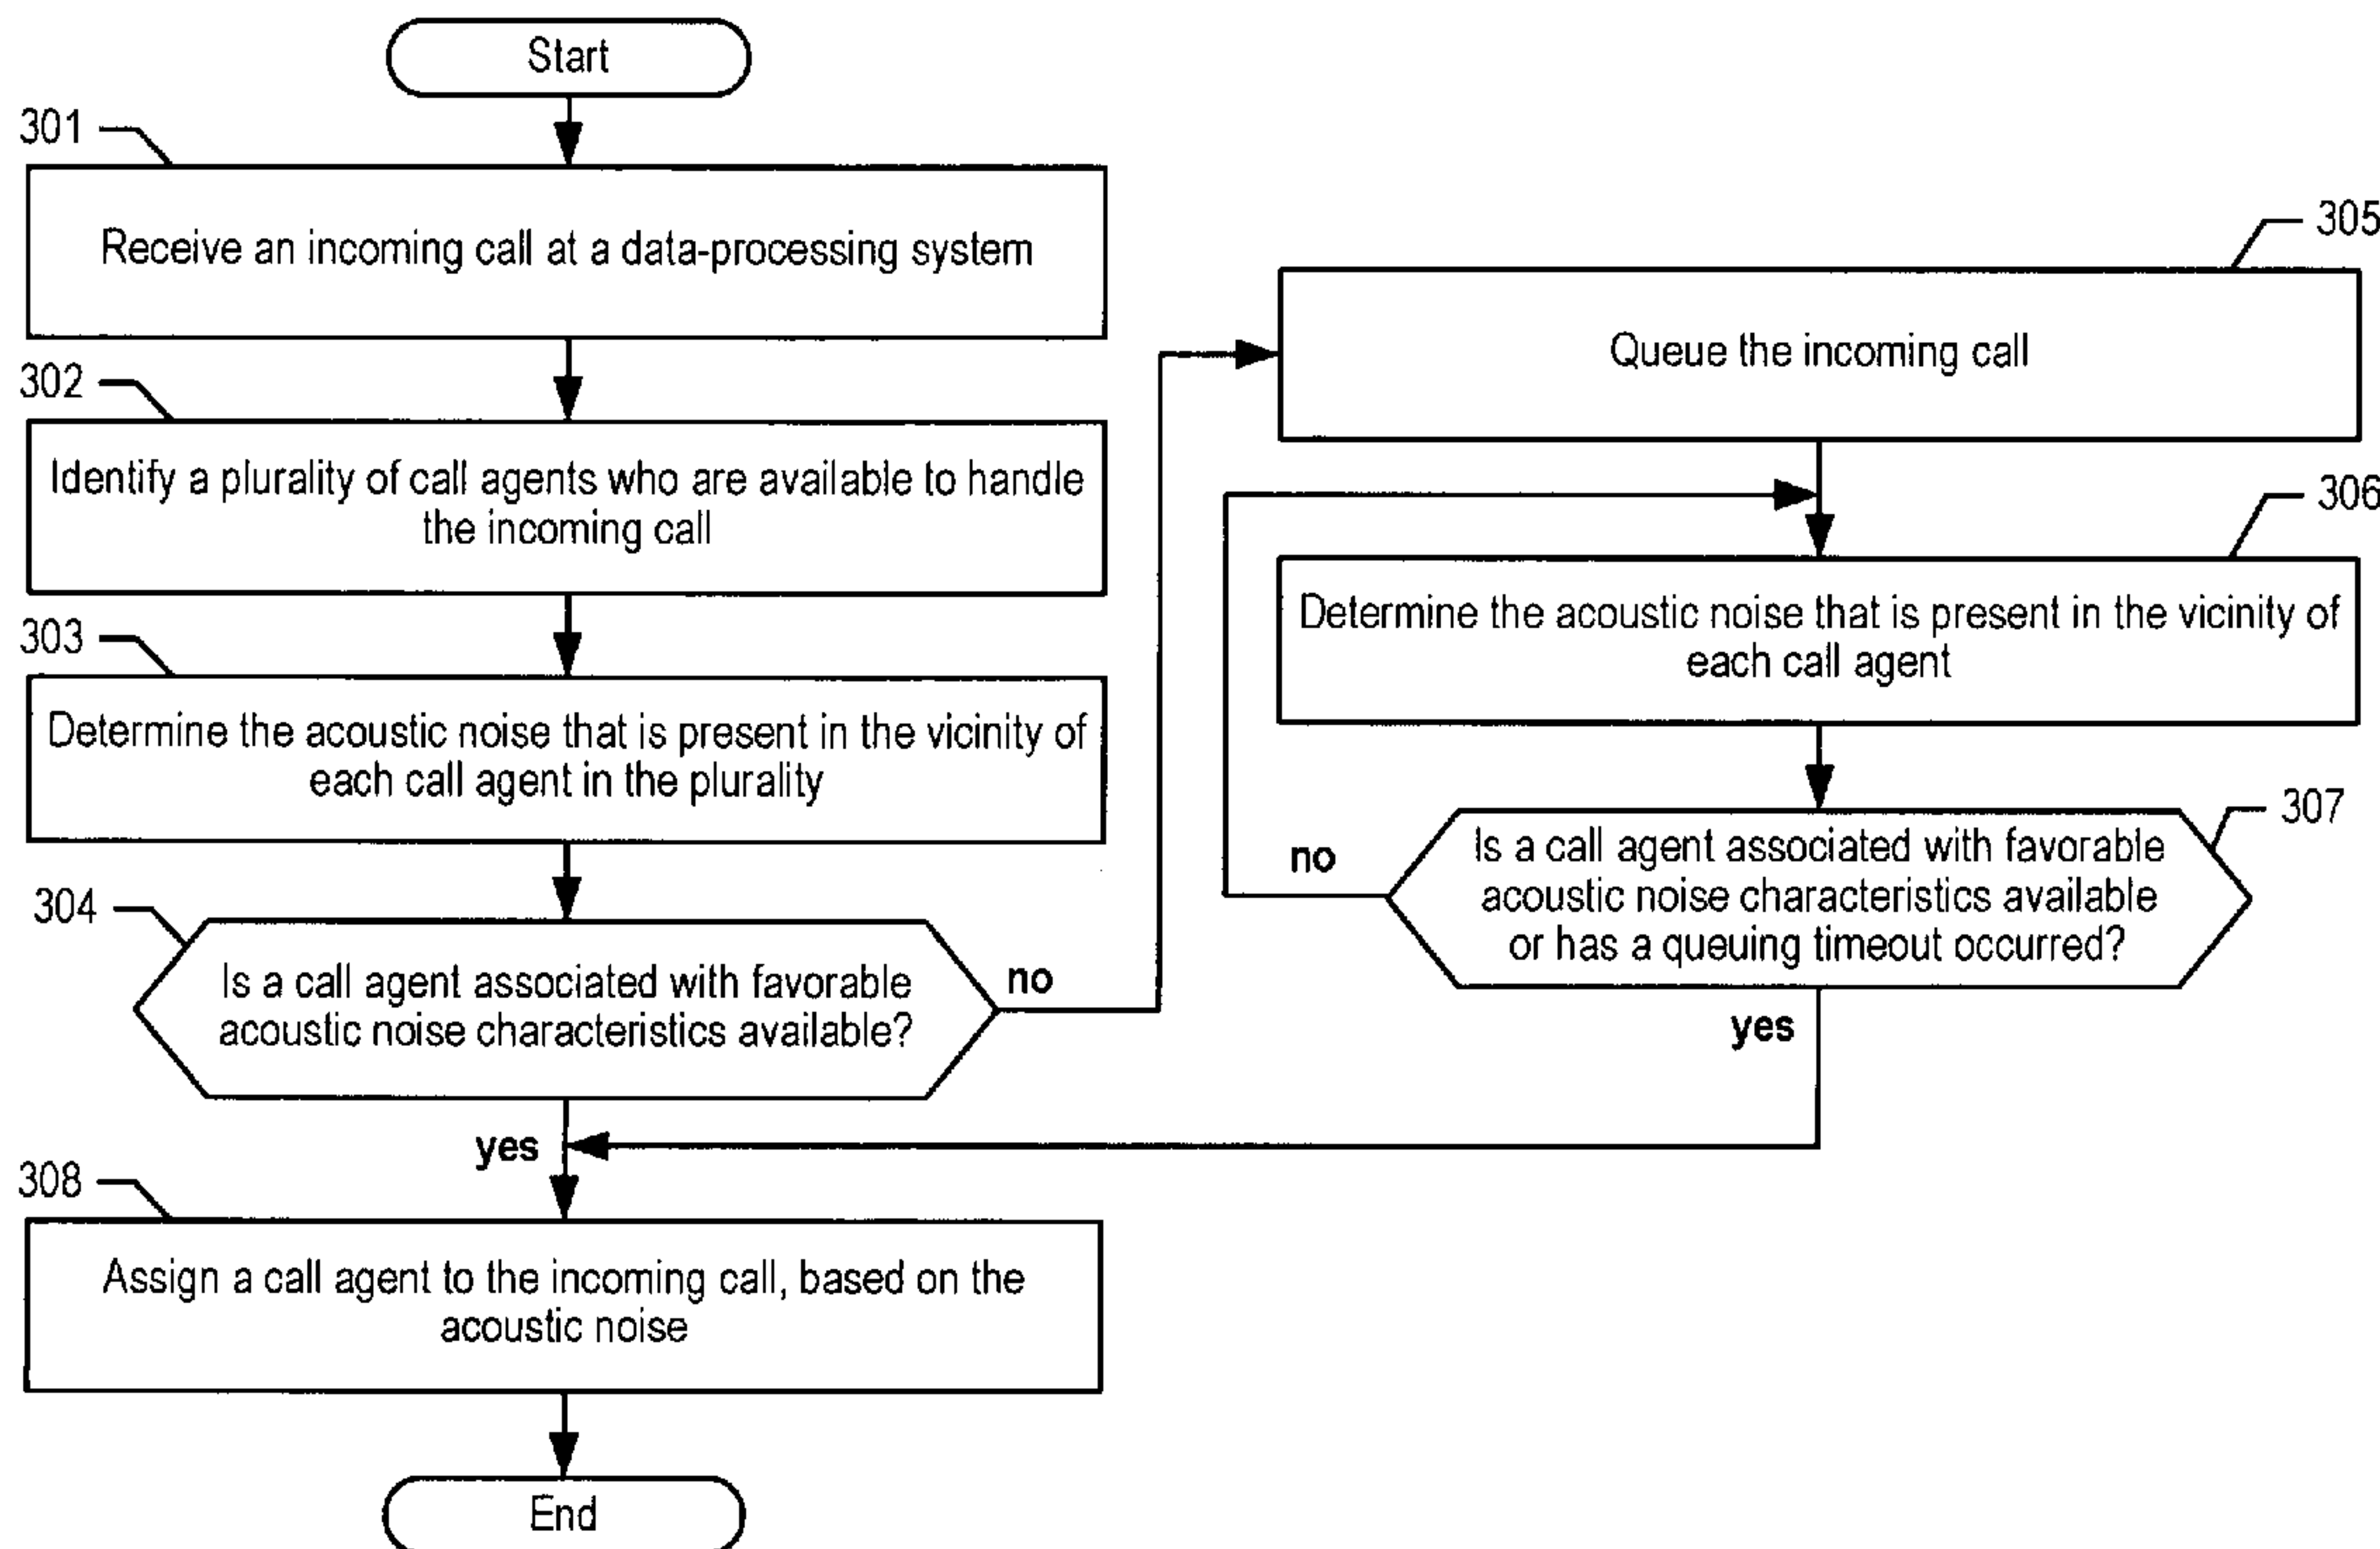 Start
301
Receive an incoming call at a data-processing system
302
Identify a plurality of call agents who are available to handle
the incoming call
303
Determine the acoustic noise that is present in the vicinity of
each call agent in the plurality
304
Is a call agent associated with favorable
acoustic noise characteristics available?
no
yes
305
Queue the incoming call
306
Determine the acoustic noise that is present in the vicinity of
each call agent
307
Is a call agent associated with favorable
acoustic noise characteristics available
or has a queuing timeout occurred?
no
yes
308
Assign a call agent to the incoming call, based on the
acoustic noise
End